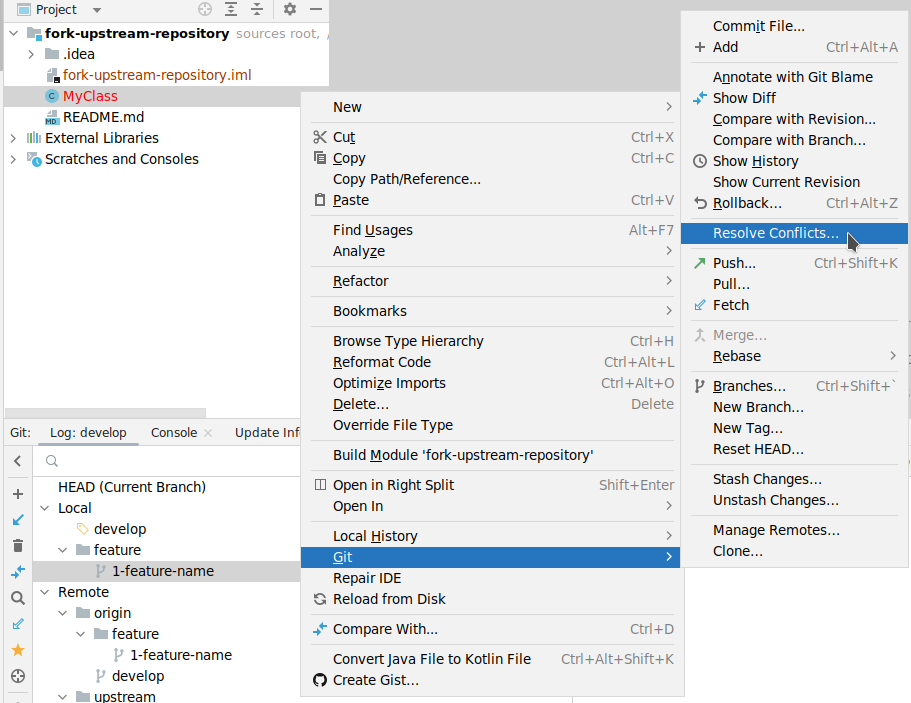 Project
fork-upstream-repository sources root, /
.idea
fork-upstream-repository.iml
MyClass
README.md
External Libraries
Scratches and Consoles
Git: Log: develop Console Update Inf
HEAD (Current Branch)
Local
develop
feature
1-feature-name
Remote
origin
feature
1-feature-name
develop
upstream
New
Cut Ctrl+X
Copy Ctrl+C
Copy Path/Reference...
Paste Ctrl+V
Find Usages Alt+F7
Analyze
Refactor
Bookmarks
Browse Type Hierarchy Ctrl+H
Reformat Code Ctrl+Alt+L
Optimize Imports Ctrl+Alt+O
Delete... Delete
Override File Type
Build Module 'fork-upstream-repository'
Open in Right Split Shift+Enter
Open In
Local History
Git
Repair IDE
Reload from Disk
Compare With... Ctrl+D
Convert Java File to Kotlin File Ctrl+Alt+Shift+K
Create Gist...
Commit File...
Add Ctrl+Alt+A
Annotate with Git Blame
Show Diff
Compare with Revision...
Compare with Branch...
Show History
Show Current Revision
Rollback... Ctrl+Alt+Z
Resolve Conflicts...
Push... Ctrl+Shift+K
Pull...
Fetch
Merge...
Rebase
Branches... Ctrl+Shift+`
New Branch...
New Tag...
Reset HEAD...
Stash Changes...
Unstash Changes...
Manage Remotes...
Clone...